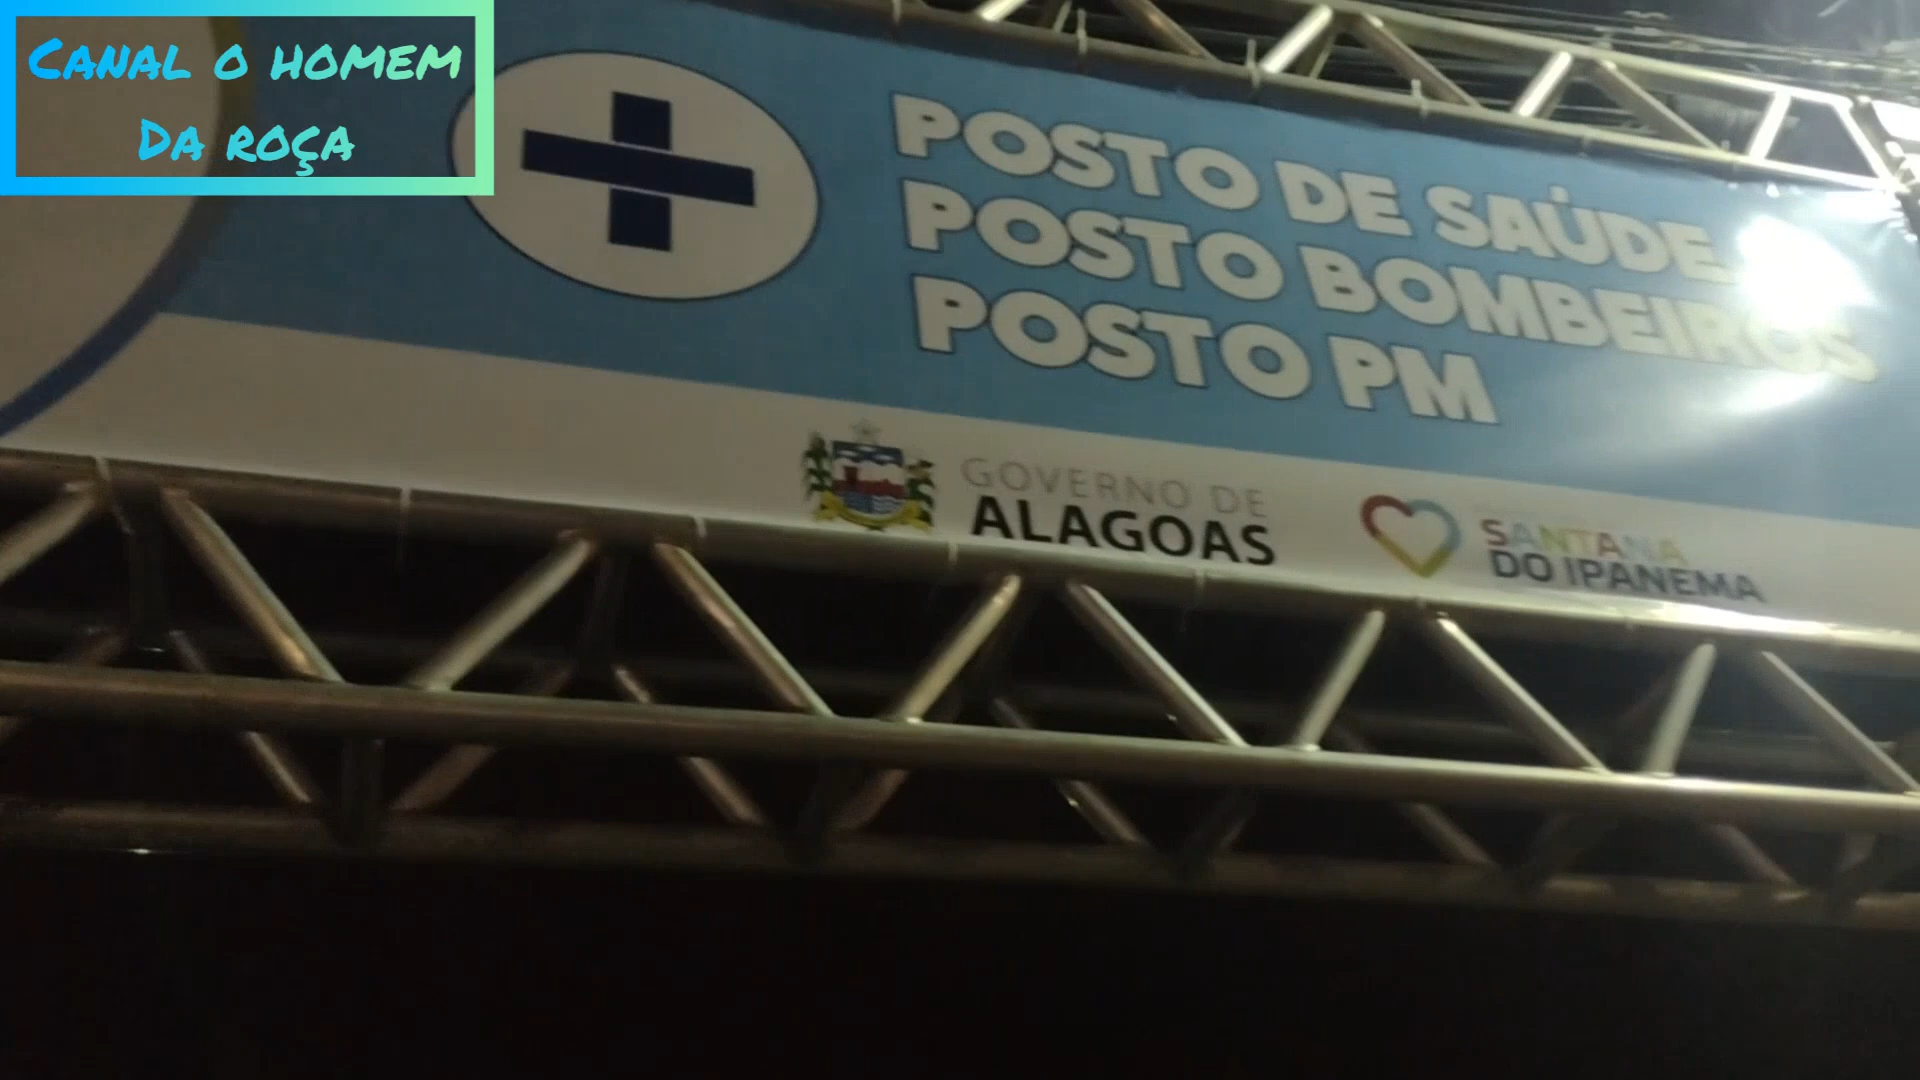 CANAL O HOMEM
DA ROÇA
POSTO DE SAÚDE
POSTO BOMBEIROS
POSTO PM
GOVERNO DE
ALAGOAS
SANTANA
DO IPANEMA